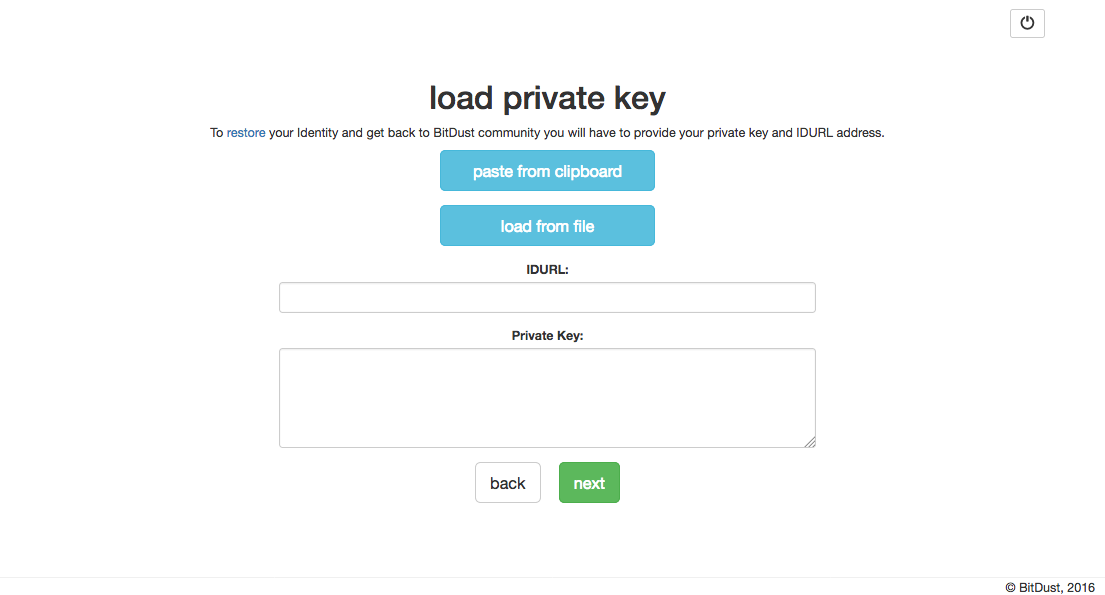 load private key
To restore your Identity and get back to BitDust community you will have to provide your private key and IDURL address.
paste from clipboard
load from file
IDURL:
Private Key:
back next
© BitDust, 2016